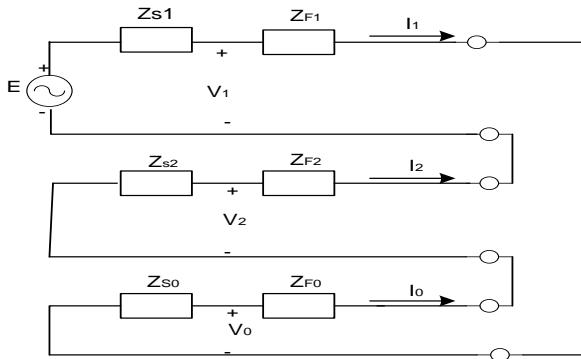 Zs1 ZF1 I1
+ +
E V1
- -
Zs2 ZF2 I2
+
V2
-
ZS0 ZF0 I0
+
V0
-